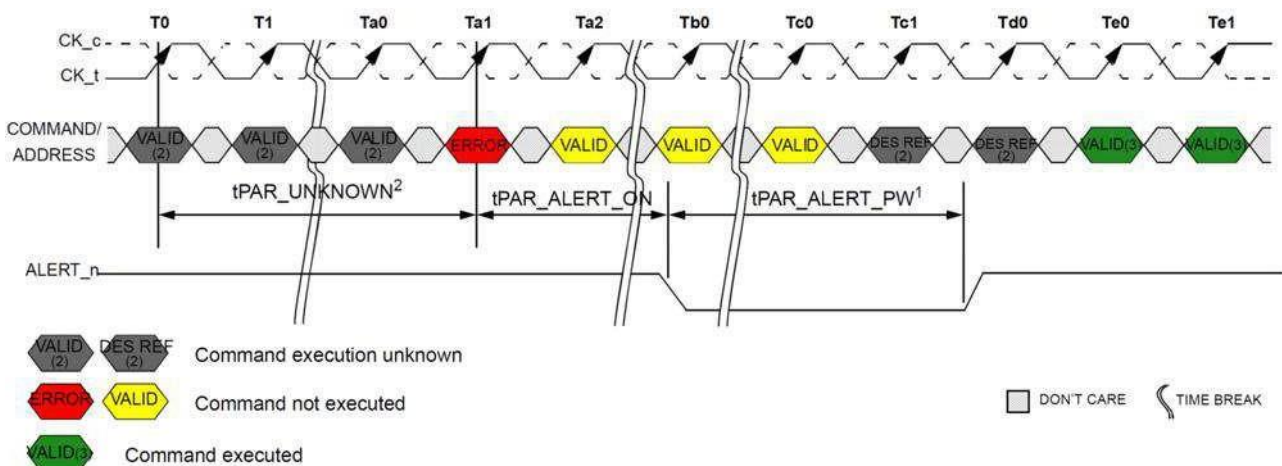 T0 T1 Ta0 Ta1 Ta2 Tb0 Tc0 Tc1 Td0 Te0 Te1
CK_c
CK_t
COMMAND/
ADDRESS
VALID
(2)
VALID
(2)
VALID
(2)
ERROR
VALID
VALID
VALID
DES REF
(2)
DES REF
(2)
VALID(3)
VALID(3)
tPAR_UNKNOWN²
tPAR_ALERT_ON
tPAR_ALERT_PW¹
ALERT_n
VALID
(2)
DES REF
(2)
Command execution unknown
ERROR
VALID
Command not executed
DON'T CARE
TIME BREAK
VALID(3)
Command executed